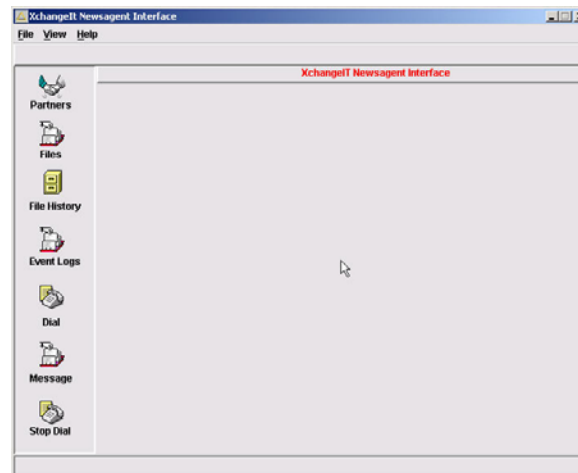 XchangeIt Newsagent Interface
File View Help
XchangeIT Newsagent Interface
Partners
Files
File History
Event Logs
Dial
Message
Stop Dial